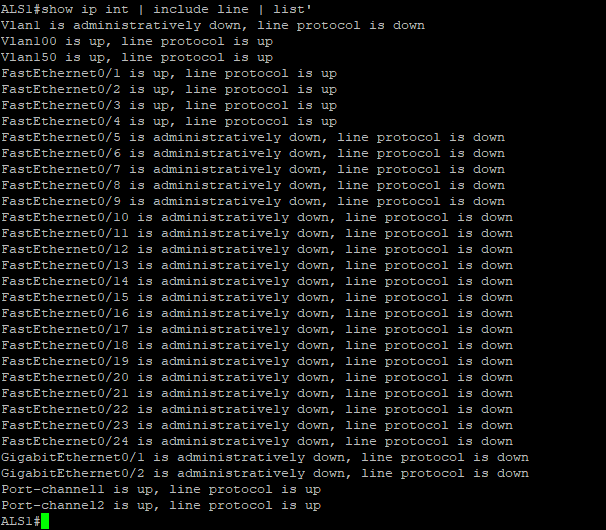 ALS1#show ip int | include line | list'
Vlan1 is administratively down, line protocol is down
Vlan100 is up, line protocol is up
Vlan150 is up, line protocol is up
FastEthernet0/1 is up, line protocol is up
FastEthernet0/2 is up, line protocol is up
FastEthernet0/3 is up, line protocol is up
FastEthernet0/4 is up, line protocol is up
FastEthernet0/5 is administratively down, line protocol is down
FastEthernet0/6 is administratively down, line protocol is down
FastEthernet0/7 is administratively down, line protocol is down
FastEthernet0/8 is administratively down, line protocol is down
FastEthernet0/9 is administratively down, line protocol is down
FastEthernet0/10 is administratively down, line protocol is down
FastEthernet0/11 is administratively down, line protocol is down
FastEthernet0/12 is administratively down, line protocol is down
FastEthernet0/13 is administratively down, line protocol is down
FastEthernet0/14 is administratively down, line protocol is down
FastEthernet0/15 is administratively down, line protocol is down
FastEthernet0/16 is administratively down, line protocol is down
FastEthernet0/17 is administratively down, line protocol is down
FastEthernet0/18 is administratively down, line protocol is down
FastEthernet0/19 is administratively down, line protocol is down
FastEthernet0/20 is administratively down, line protocol is down
FastEthernet0/21 is administratively down, line protocol is down
FastEthernet0/22 is administratively down, line protocol is down
FastEthernet0/23 is administratively down, line protocol is down
FastEthernet0/24 is administratively down, line protocol is down
GigabitEthernet0/1 is administratively down, line protocol is down
GigabitEthernet0/2 is administratively down, line protocol is down
Port-channel1 is up, line protocol is up
Port-channel2 is up, line protocol is up
ALS1#